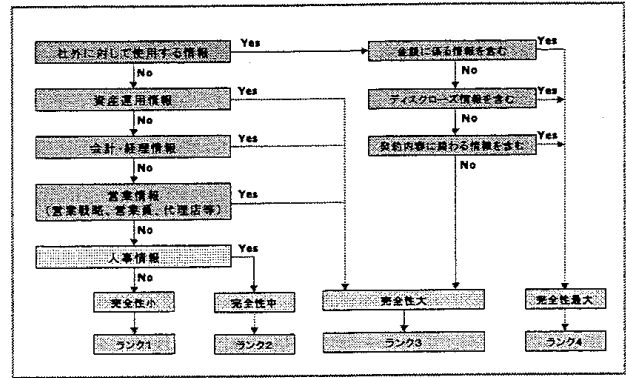 社外に対して使用する情報
Yes
金額に係る情報を含む
Yes
No
No
資産運用情報
Yes
ディスクローズ情報を含む
Yes
No
No
会計・経理情報
Yes
契約内容に関わる情報を含む
Yes
No
No
営業情報
(営業戦略、営業員、代理店等)
Yes
No
人事情報
Yes
No
完全性小
完全性中
完全性大
完全性最大
ランク1
ランク2
ランク3
ランク4